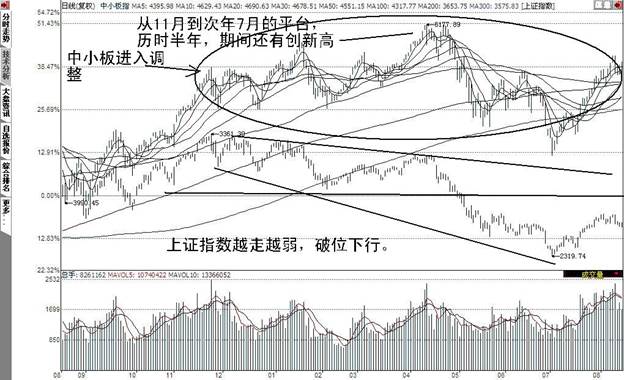 日线(复权) 中小板指 MA5: 4395.98 MA10: 4629.43 MA20: 4690.63 MA30: 4678.51 MA50: 4551.15 MA100: 4317.77 MA200: 3653.75 MA300: 3575.83 [上证指数]
分时走势
技术分析
大盘资讯
自选报价
综合排名
更多...
54.72%
51.43%
38.47%
25.69%
12.91%
0.00%
12.83%
22.32%
从11月到次年7月的平台，
历时半年，期间还有创新高
中小板进入调
整
6177.89
3361.39
3990.45
上证指数越走越弱，破位下行。
2319.74
成交量
总手: 8261162 MAVOL5: 10740422 MAVOL10: 13366052
2532
1699
850
08 09 10 11 12 01 02 03 04 05 06 07 08